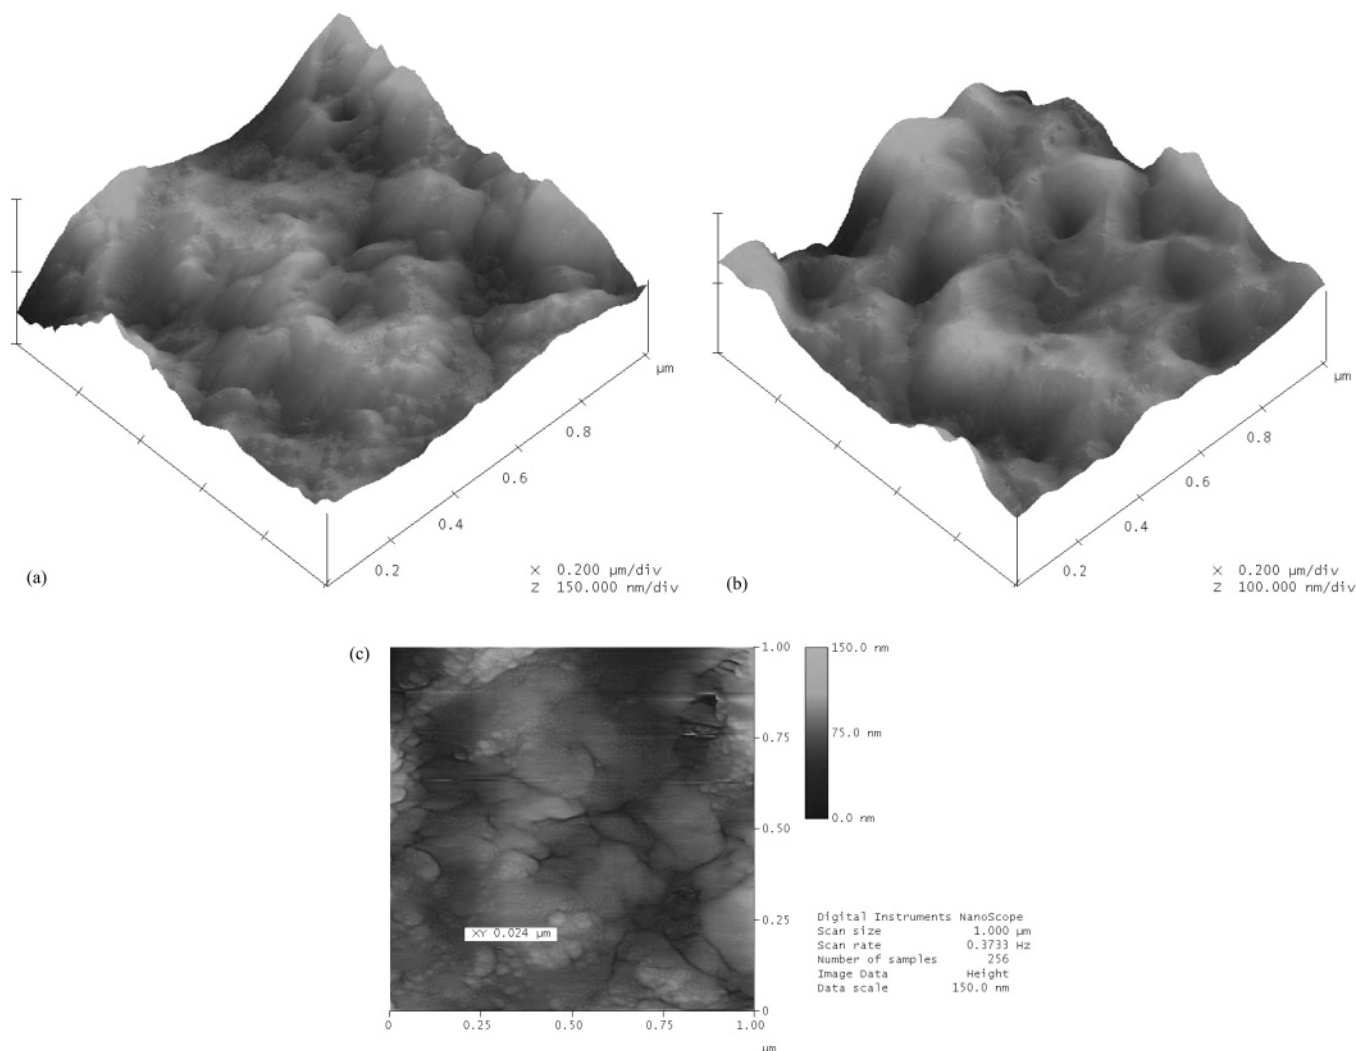 µm
0.8
0.6
0.4
0.2
(a)
X 0.200 µm/div
Z 150.000 nm/div
µm
0.8
0.6
0.4
0.2
(b)
X 0.200 µm/div
Z 100.000 nm/div
(c)
1.00
0.75
0.50
0.25
0
150.0 nm
75.0 nm
0.0 nm
XY 0.024 µm
0 0.25 0.50 0.75 1.00
µm
Digital Instruments NanoScope
Scan size 1.000 µm
Scan rate 0.3733 Hz
Number of samples 256
Image Data Height
Data scale 150.0 nm